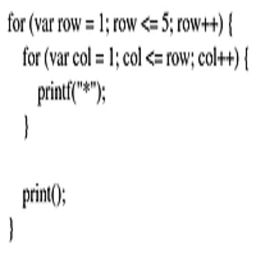 for (var row = 1; row <= 5; row++) {
for (var col = 1; col <= row; col++) {
printf("*");
}
print();
}